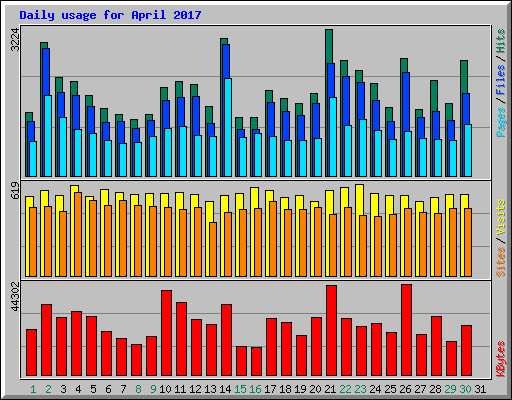 Daily usage for April 2017
3224
Pages / Files / Hits
619
Sites / Visits
44302
KBytes
1 2 3 4 5 6 7 8 9 10 11 12 13 14 15 16 17 18 19 20 21 22 23 24 25 26 27 28 29 30 31